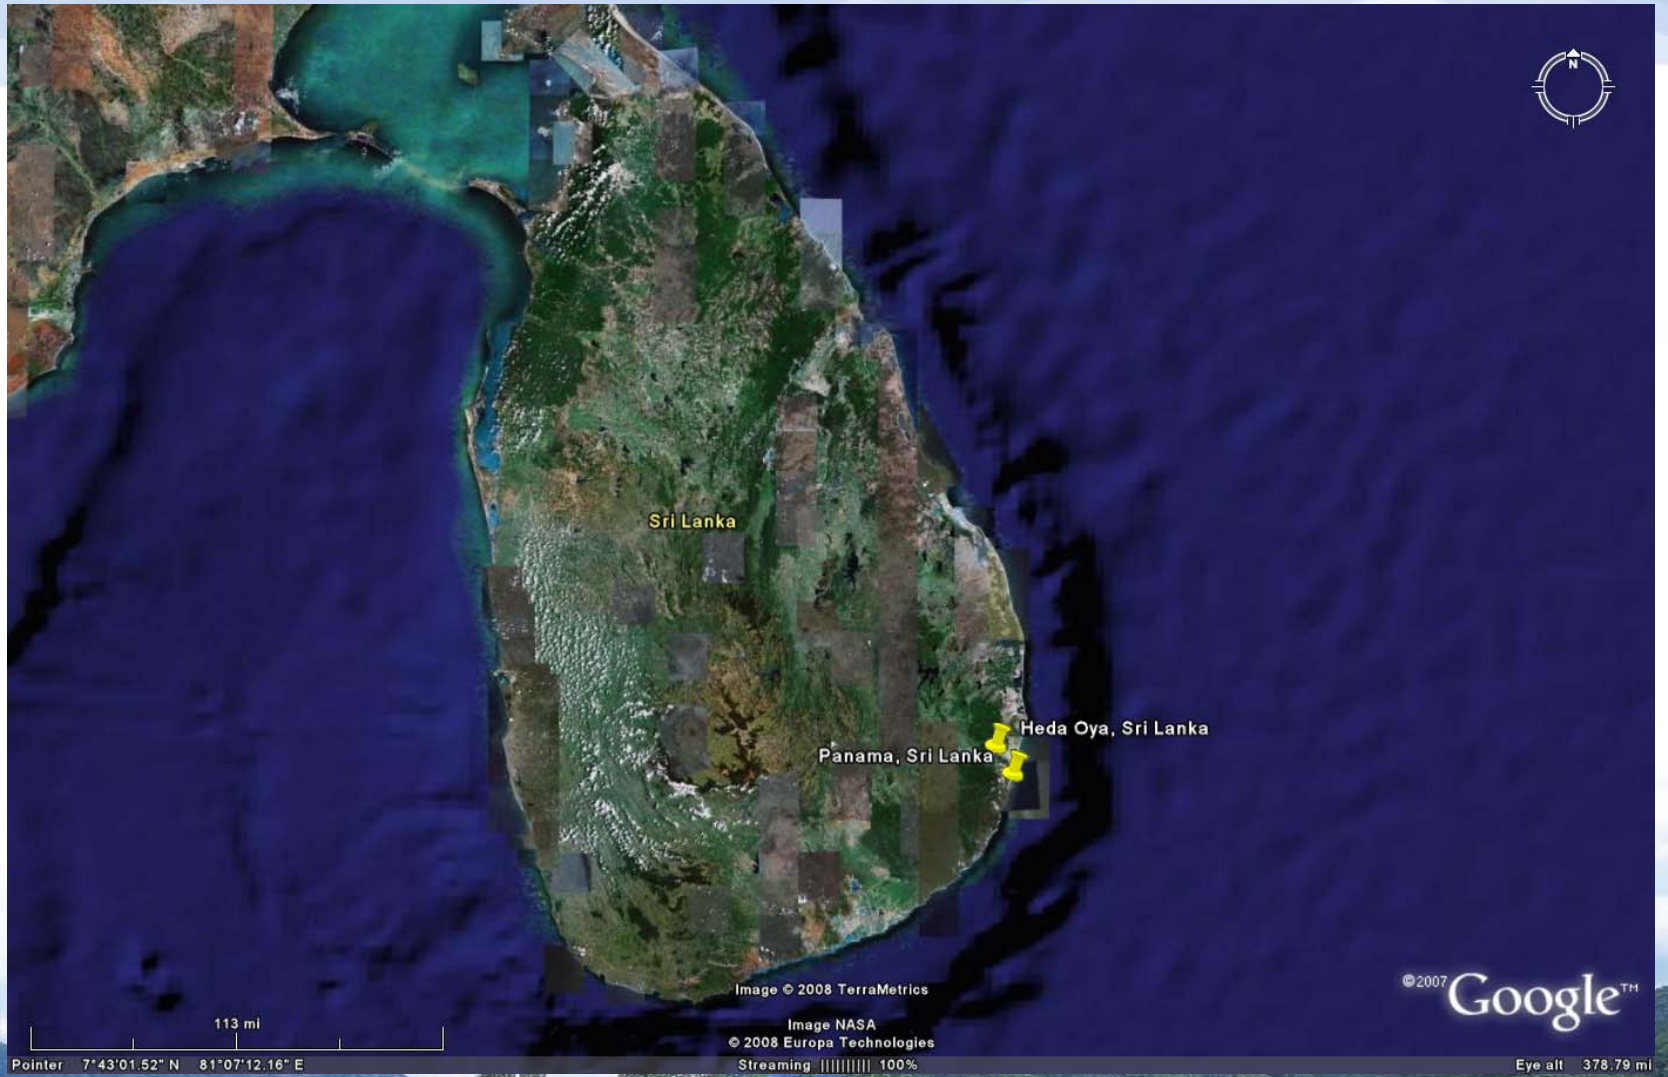 N
Sri Lanka
Heda Oya, Sri Lanka
Panama, Sri Lanka
Image © 2008 TerraMetrics
©2007 Google™
113 mi
Image NASA
© 2008 Europa Technologies
Pointer 7°43'01.52" N 81°07'12.16" E
Streaming |||||||||| 100%
Eye alt 378.79 mi